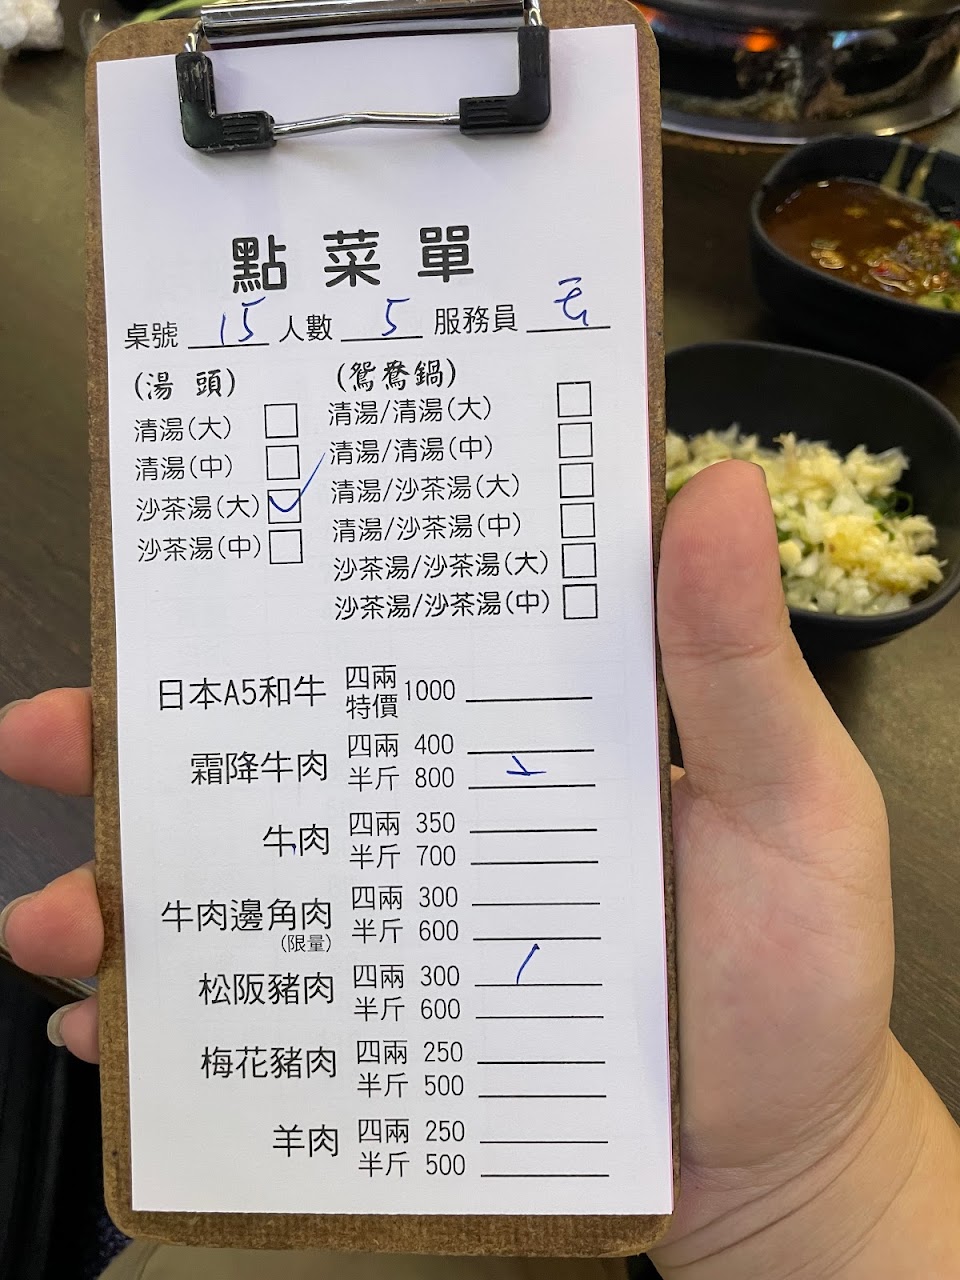 點菜單
桌號 15 人數 5 服務員
(湯 頭)
清湯(大)
清湯(中)
沙茶湯(大)
沙茶湯(中)
(鴛鴦鍋)
清湯/清湯(大)
清湯/清湯(中)
清湯/沙茶湯(大)
清湯/沙茶湯(中)
沙茶湯/沙茶湯(大)
沙茶湯/沙茶湯(中)
日本A5和牛 四兩特價 1000
霜降牛肉 四兩 400
半斤 800
牛肉 四兩 350
半斤 700
牛肉邊角肉 四兩 300
(限量) 半斤 600
松阪豬肉 四兩 300 1
半斤 600
梅花豬肉 四兩 250
半斤 500
羊肉 四兩 250
半斤 500